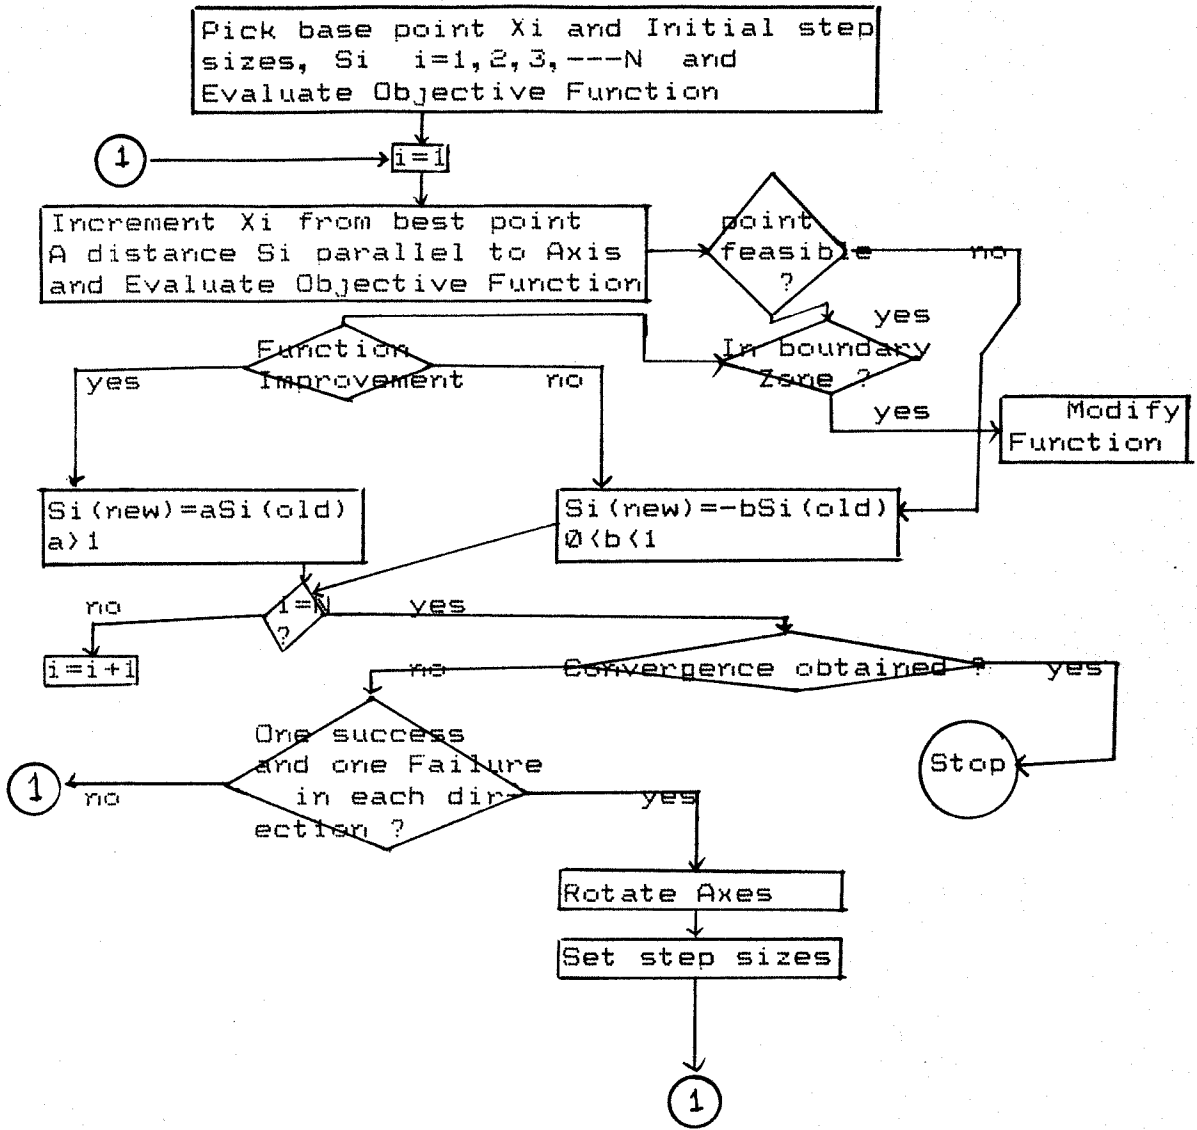 Pick base point Xi and Initial step
sizes, Si i=1,2,3,---N and
Evaluate Objective Function
1
i=1
Increment Xi from best point
A distance Si parallel to Axis
and Evaluate Objective Function
point
feasible
?
no
yes
In boundary
Zone ?
yes
Modify
Function
Function
Improvement
yes
no
Si(new)=aSi(old)
a>1
Si(new)=-bSi(old)
0<b<1
i=N
?
no
yes
i=i+1
Convergence obtained ?
no
yes
Stop
One success
and one Failure
in each dir-
ection ?
no
1
yes
Rotate Axes
Set step sizes
1